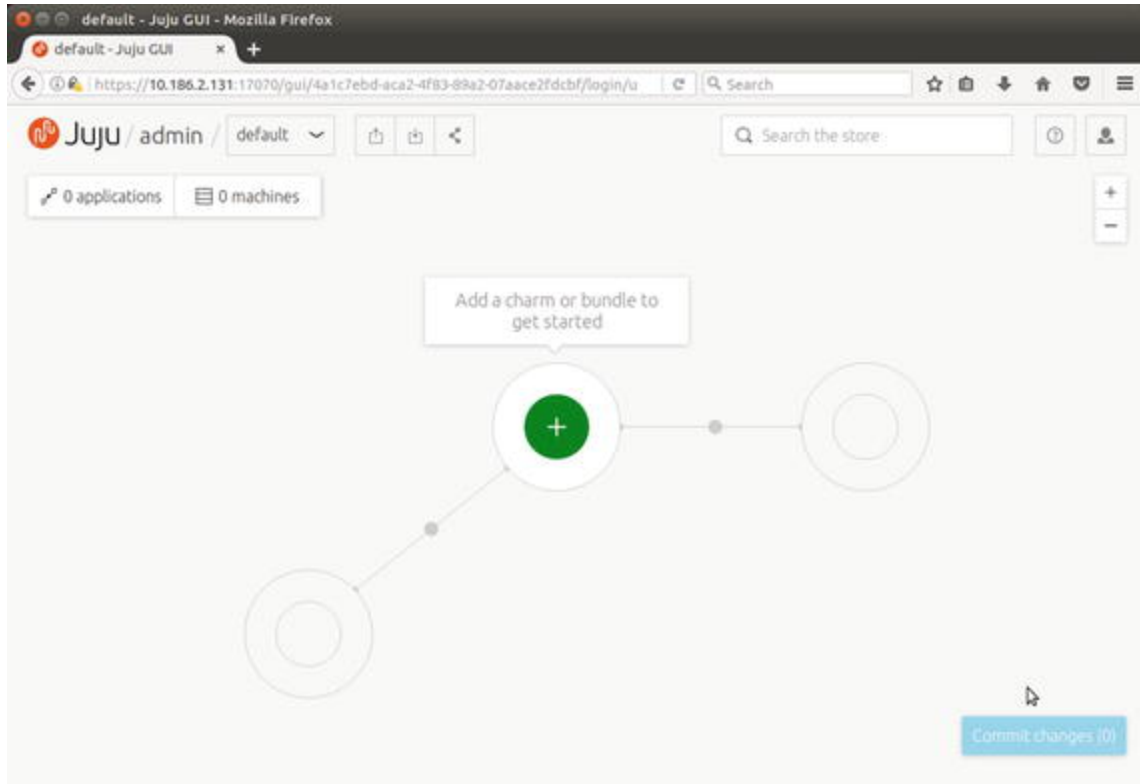 default - Juju GUI - Mozilla Firefox
default - Juju GUI
https://10.186.2.131:17070/gui/4a1c7ebd-aca2-4f83-89a2-07aace2fdcbf/login/u
Search
Juju / admin / default
Search the store
0 applications
0 machines
Add a charm or bundle to
get started
Commit changes (0)